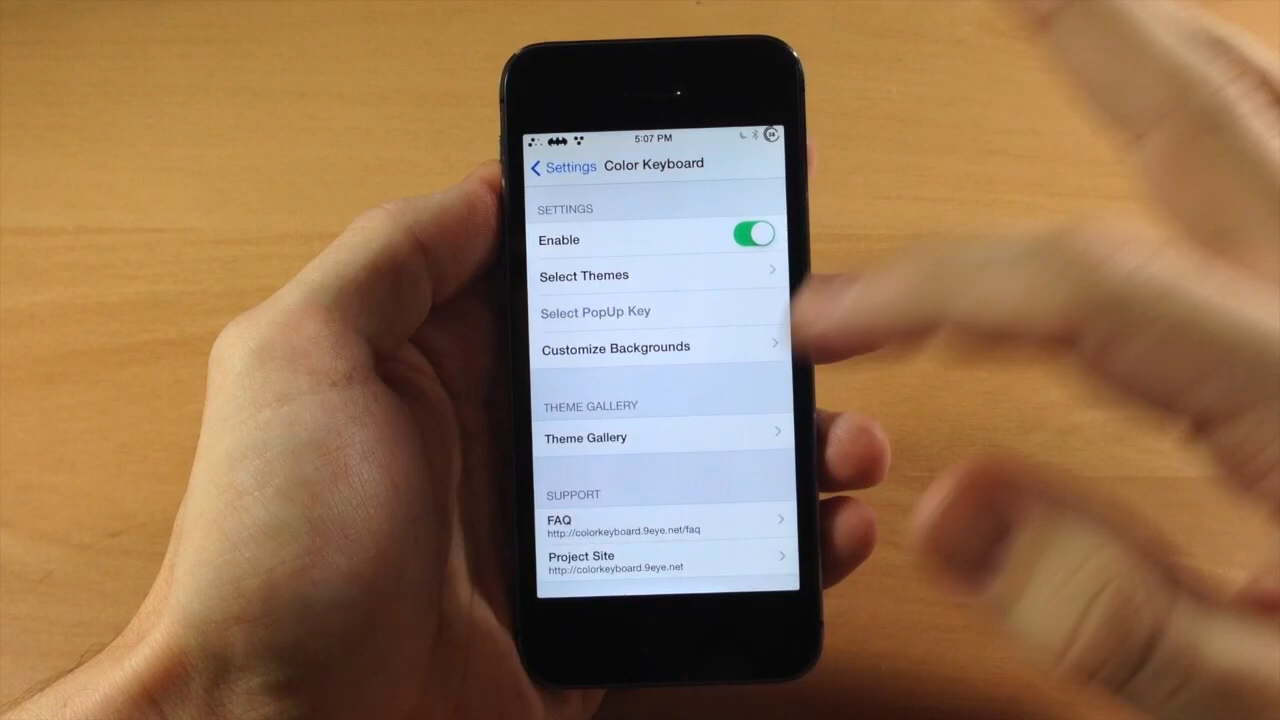 5:07 PM
Settings Color Keyboard
SETTINGS
Enable
Select Themes
Select PopUp Key
Customize Backgrounds
THEME GALLERY
Theme Gallery
SUPPORT
FAQ
http://colorkeyboard.9eye.net/faq
Project Site
http://colorkeyboard.9eye.net